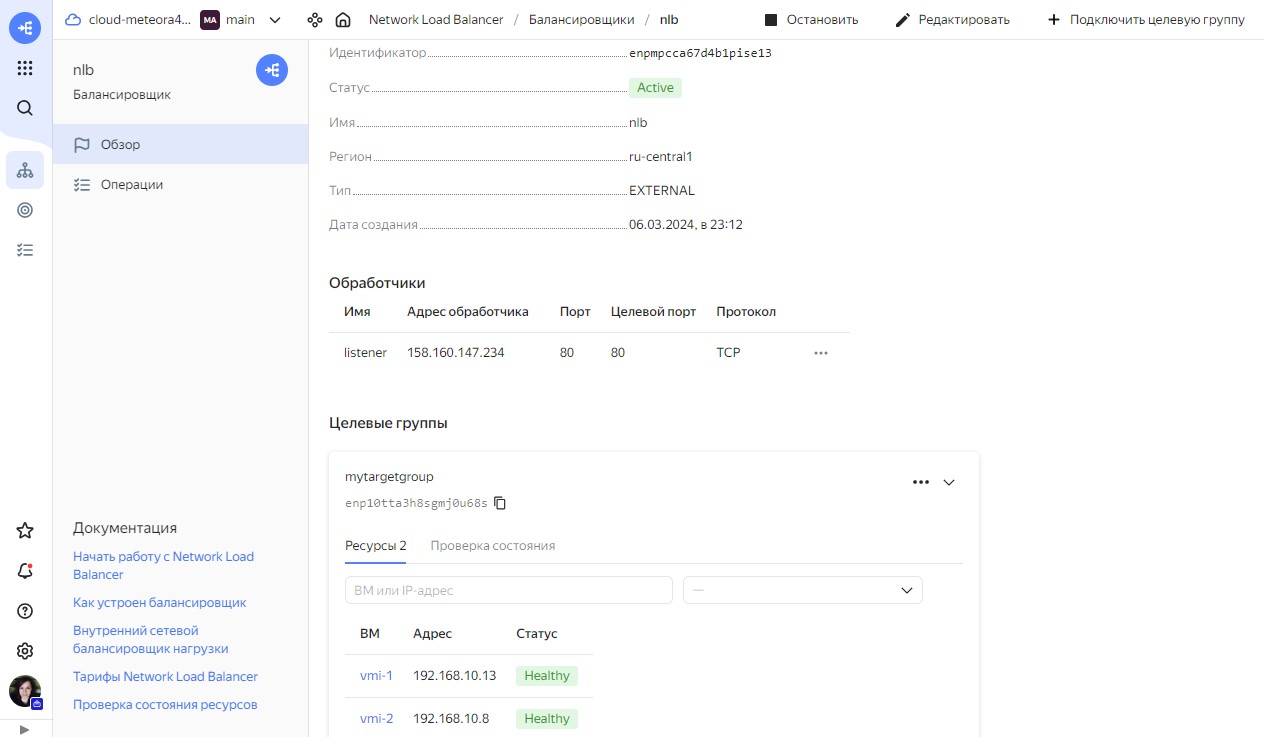 cloud-meteora4... MA main Network Load Balancer / Балансировщики / nlb Остановить Редактировать Подключить целевую группу
nlb
Балансировщик
Обзор
Операции
Документация
Начать работу с Network Load
Balancer
Как устроен балансировщик
Внутренний сетевой
балансировщик нагрузки
Тарифы Network Load Balancer
Проверка состояния ресурсов
Идентификатор enpmpcca67d4b1pise13
Статус Active
Имя nlb
Регион ru-central1
Тип EXTERNAL
Дата создания 06.03.2024, в 23:12
Обработчики
Имя Адрес обработчика Порт Целевой порт Протокол
listener 158.160.147.234 80 80 TCP
Целевые группы
mytargetgroup
enp10tta3h8sgmj0u68s
Ресурсы 2 Проверка состояния
ВМ или IP-адрес —
ВМ Адрес Статус
vmi-1 192.168.10.13 Healthy
vmi-2 192.168.10.8 Healthy